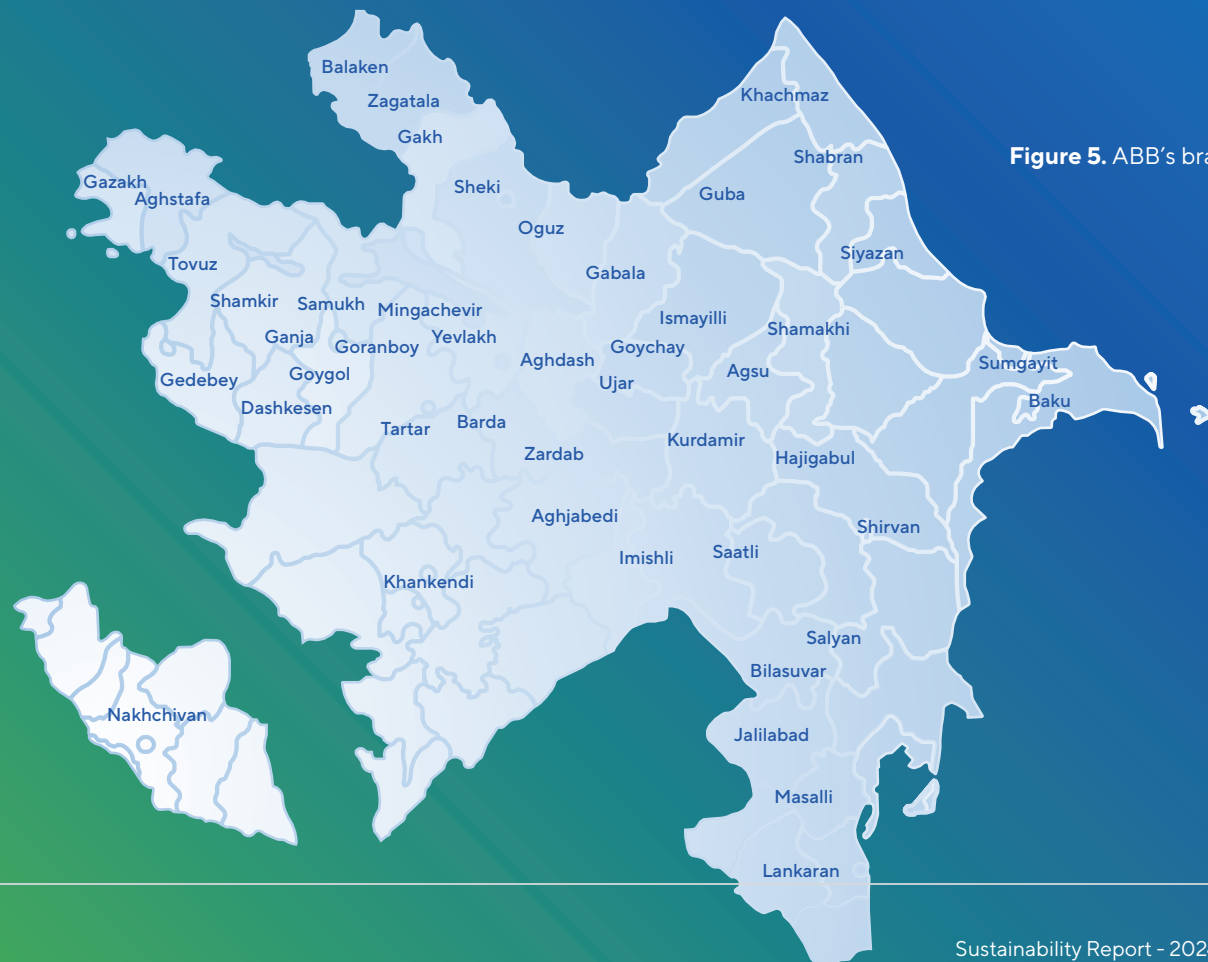 Balaken
Khachmaz
Zagatala
Gakh
Figure 5. ABB's
Shabran
Gazakh
Sheki
Guba
Aghstafa
Oguz
Siyazan
Tovuz
Gabala
Shamkir
Samukh
Mingachevir
Ismayilli
Shamakhi
Ganja
Goranboy
Yevlakh
Goychay
Aghdash
Sumgayit
Gedebey
Goygol
Ujar
Agsu
Baku
Dashkesen
Tartar
Barda
Kurdamir
Zardab
Hajigabul
Aghjabedi
Shirvan
Imishli
Saatli
Khankendi
Salyan
Bilasuvar
Nakhchivan
Jalilabad
Masalli
Lankaran
Sustainability Report -